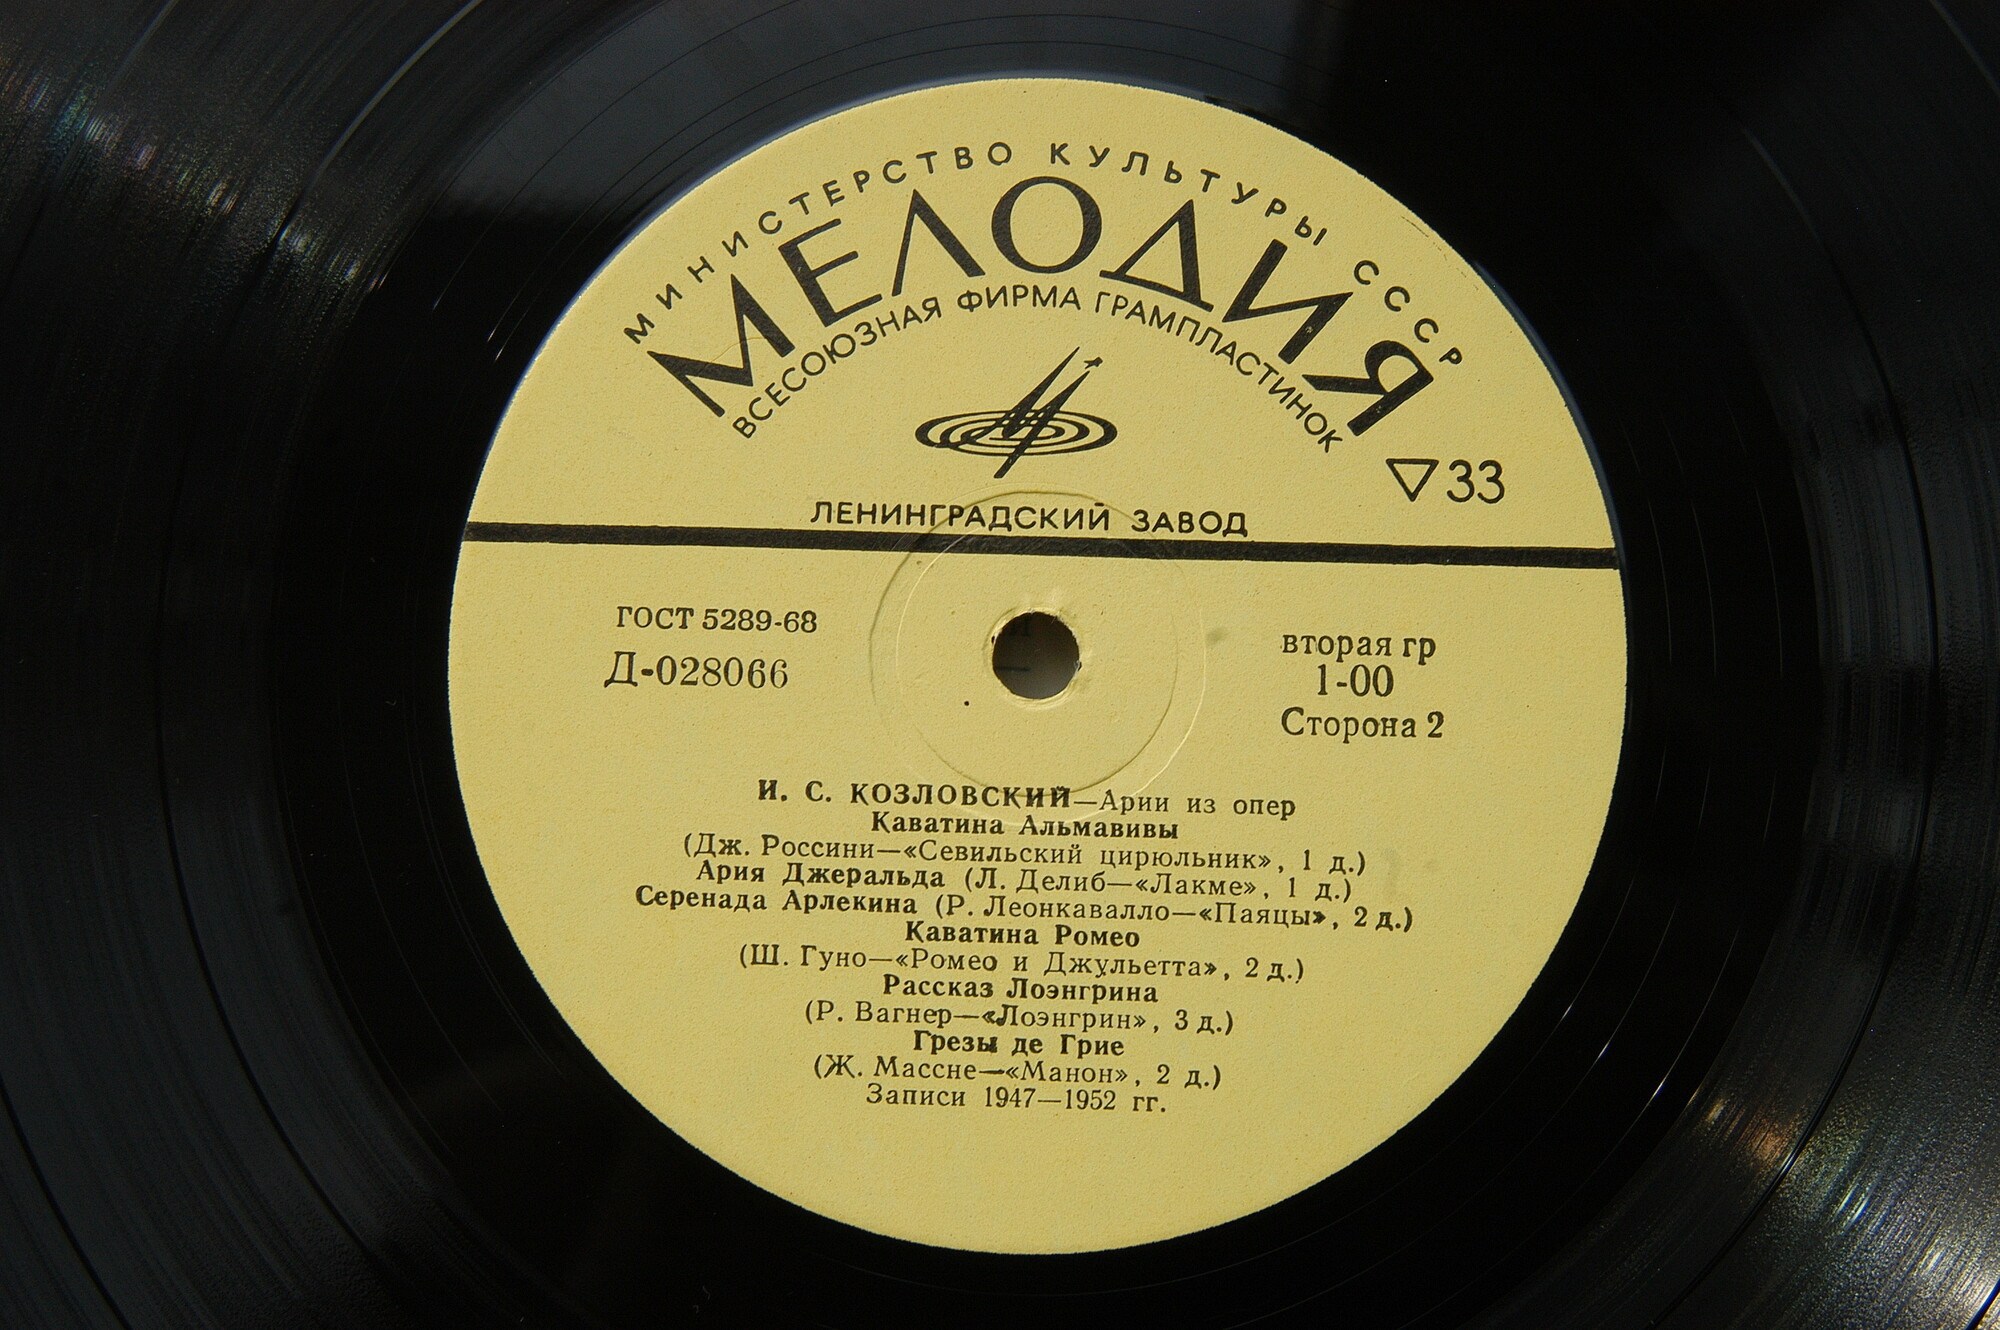 МИНИСТЕРСТВО КУЛЬТУРЫ СССР
МЕЛОДИЯ
ВСЕСОЮЗНАЯ ФИРМА ГРАМПЛАСТИНОК
33
ЛЕНИНГРАДСКИЙ ЗАВОД
ГОСТ 5289-68
Д-028066
вторая гр
1-00
Сторона 2
И. С. КОЗЛОВСКИЙ—Арии из опер
Каватина Альмавивы
(Дж. Россини—«Севильский цирюльник», 1 д.)
Ария Джеральда (Л. Делиб—«Лакме», 1 д.)
Серенада Арлекина (Р. Леонкавалло—«Паяцы», 2 д.)
Каватина Ромео
(Ш. Гуно—«Ромео и Джульетта», 2 д.)
Рассказ Лоэнгрина
(Р. Вагнер—«Лоэнгрин», 3 д.)
Грезы де Грие
(Ж. Массне—«Манон», 2 д.)
Записи 1947—1952 гг.